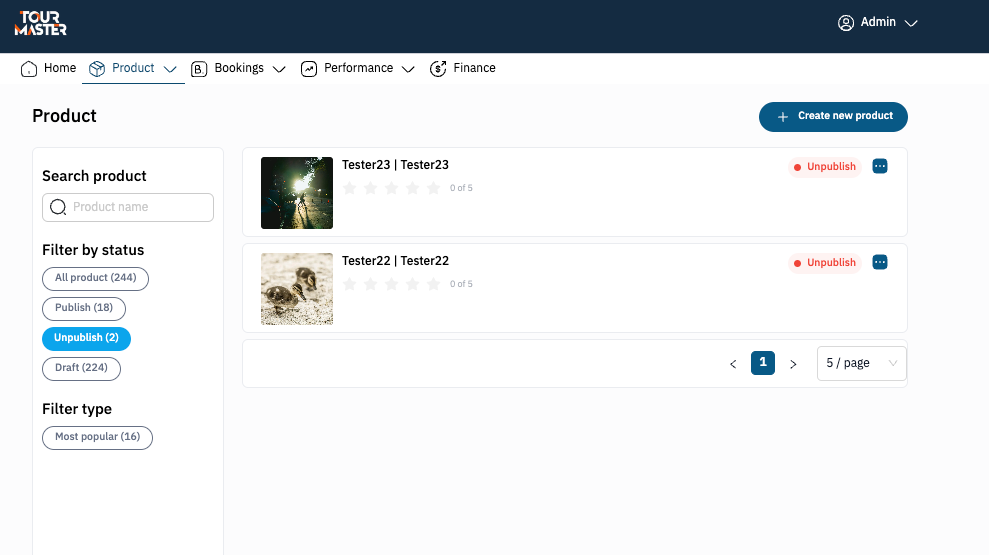 TOUR
MASTER
Admin
Home Product Bookings Performance Finance
Product
Create new product
Search product
Product name
Filter by status
All product (244)
Publish (18)
Unpublish (2)
Draft (224)
Filter type
Most popular (16)
Tester23 | Tester23
0 of 5
Unpublish
Tester22 | Tester22
0 of 5
Unpublish
1
5 / page